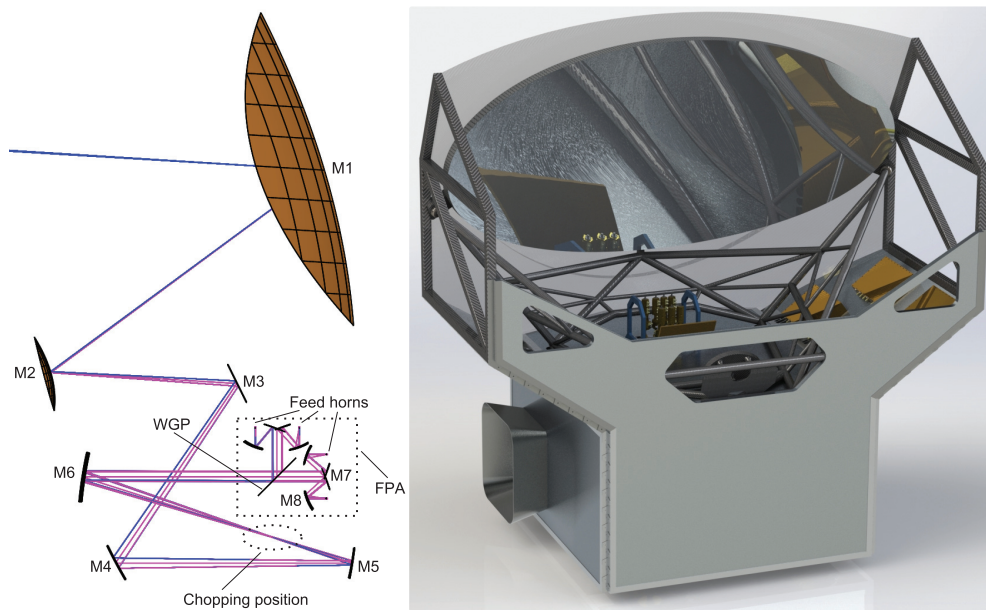 M1
M2
M3
Feed horns
WGP
M6
M7
FPA
M8
M4
M5
Chopping position